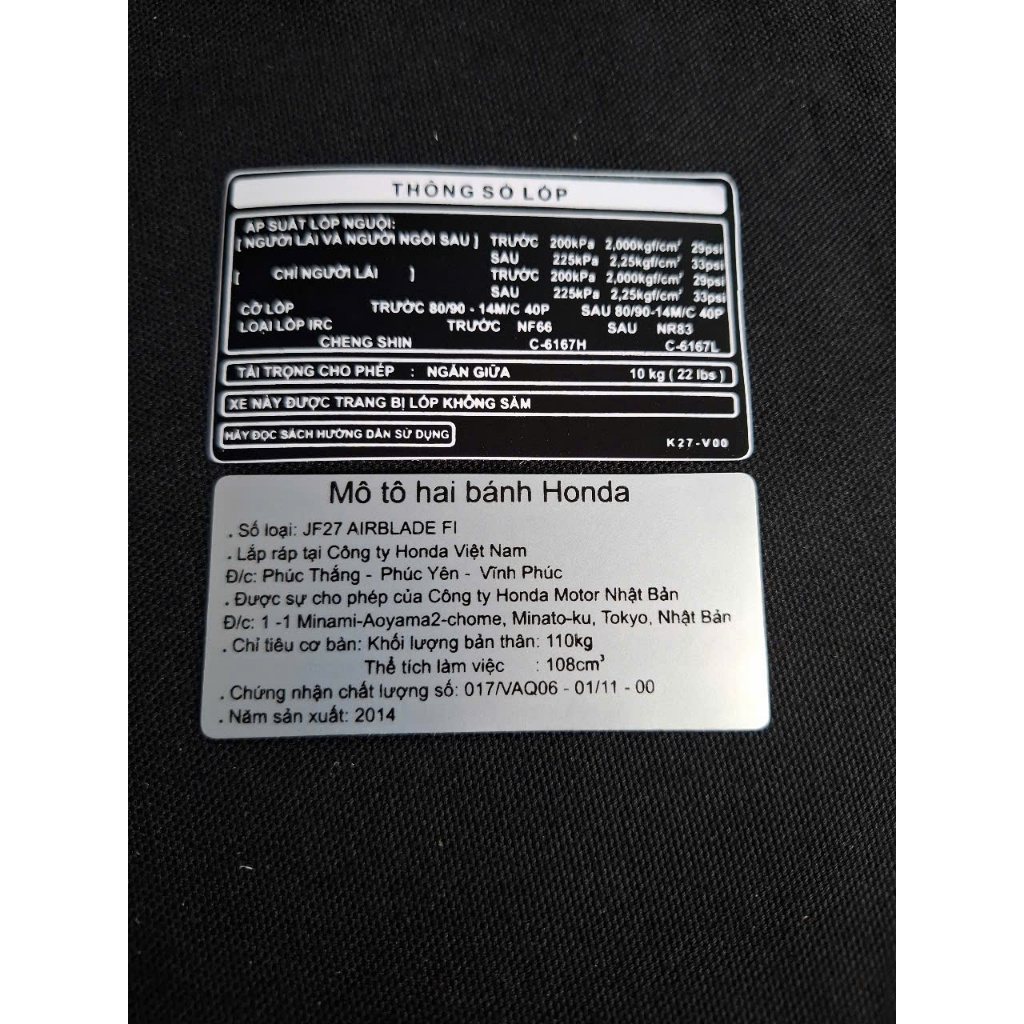 THÔNG SỐ LỐP
ÁP SUẤT LỐP NGUỘI:
[ NGƯỜI LÁI VÀ NGƯỜI NGỒI SAU ] TRƯỚC 200kPa 2,000kgf/cm² 29psi
SAU 225kPa 2,25kgf/cm² 33psi
[ CHỈ NGƯỜI LÁI ] TRƯỚC 200kPa 2,000kgf/cm² 29psi
SAU 225kPa 2,25kgf/cm² 33psi
CỠ LỐP TRƯỚC 80/90 - 14M/C 40P SAU 80/90-14M/C 40P
LOẠI LỐP IRC TRƯỚC NF66 SAU NR83
CHENG SHIN C-6167H C-6167L
TẢI TRỌNG CHO PHÉP : NGĂN GIỮA 10 kg ( 22 lbs )
XE NÀY ĐƯỢC TRANG BỊ LỐP KHÔNG SĂM
HÃY ĐỌC SÁCH HƯỚNG DẪN SỬ DỤNG K27-V00
Mô tô hai bánh Honda
. Số loại: JF27 AIRBLADE FI
. Lắp ráp tại Công ty Honda Việt Nam
Đ/c: Phúc Thắng - Phúc Yên - Vĩnh Phúc
. Được sự cho phép của Công ty Honda Motor Nhật Bản
Đ/c: 1 -1 Minami-Aoyama2-chome, Minato-ku, Tokyo, Nhật Bản
. Chỉ tiêu cơ bản: Khối lượng bản thân: 110kg
Thể tích làm việc : 108cm³
. Chứng nhận chất lượng số: 017/VAQ06 - 01/11 - 00
. Năm sản xuất: 2014